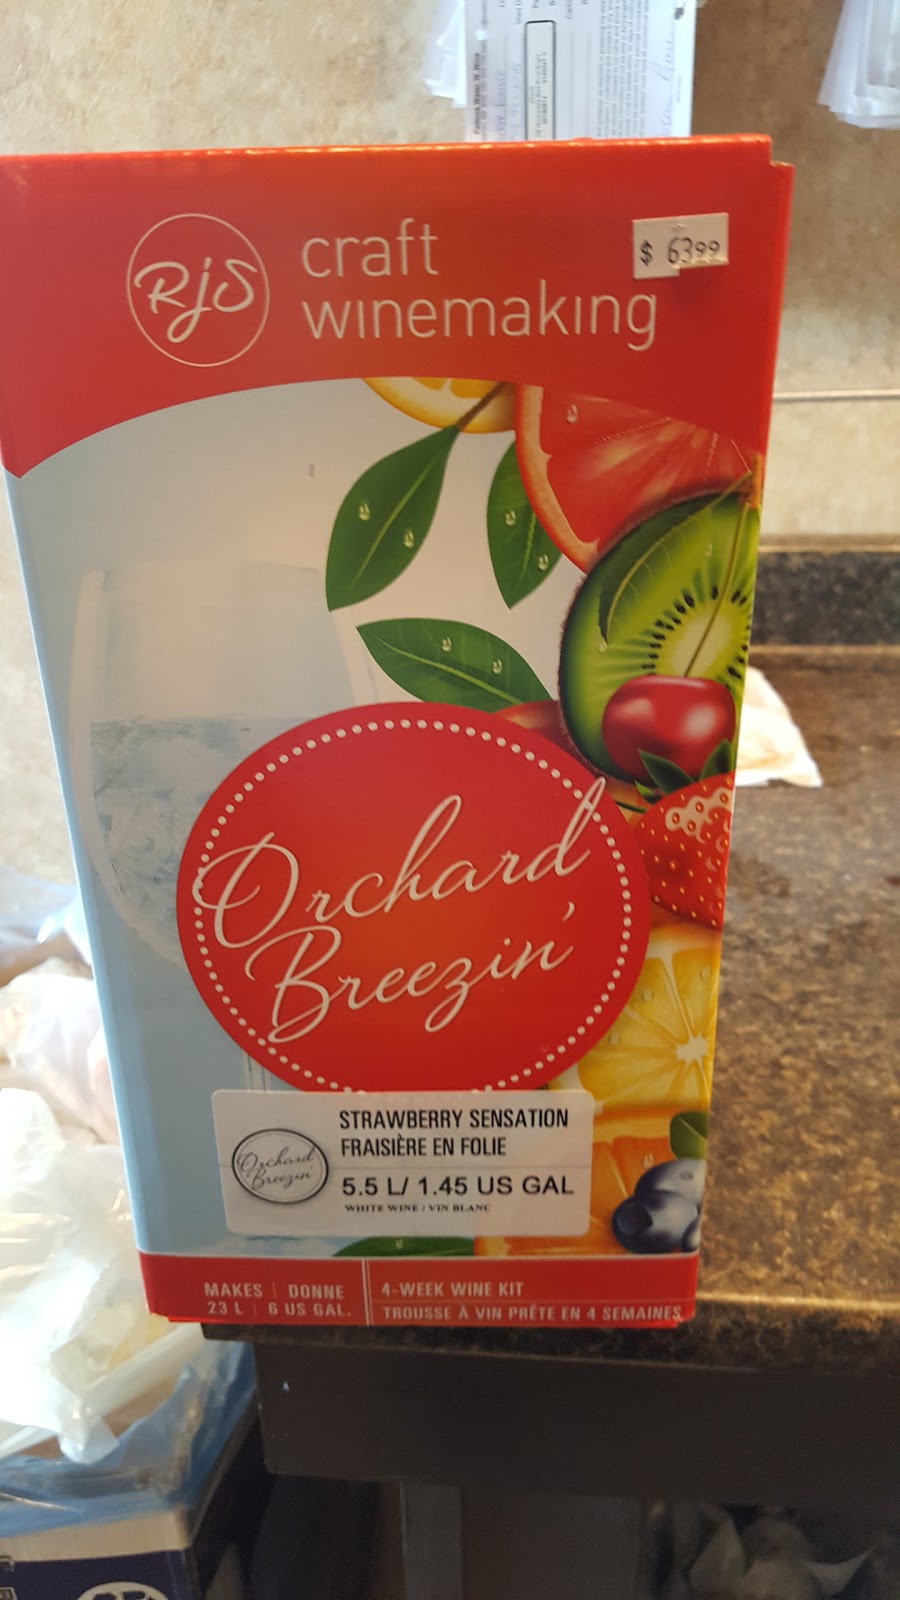 RJS
craft
winemaking
$ 63.99
Orchard
Breezin'
Orchard
Breezin'
STRAWBERRY SENSATION
FRAISIÈRE EN FOLIE
5.5 L/ 1.45 US GAL
WHITE WINE / VIN BLANC
MAKES | DONNE
23 L | 6 US GAL.
4-WEEK WINE KIT
TROUSSE À VIN PRÊTE EN 4 SEMAINES